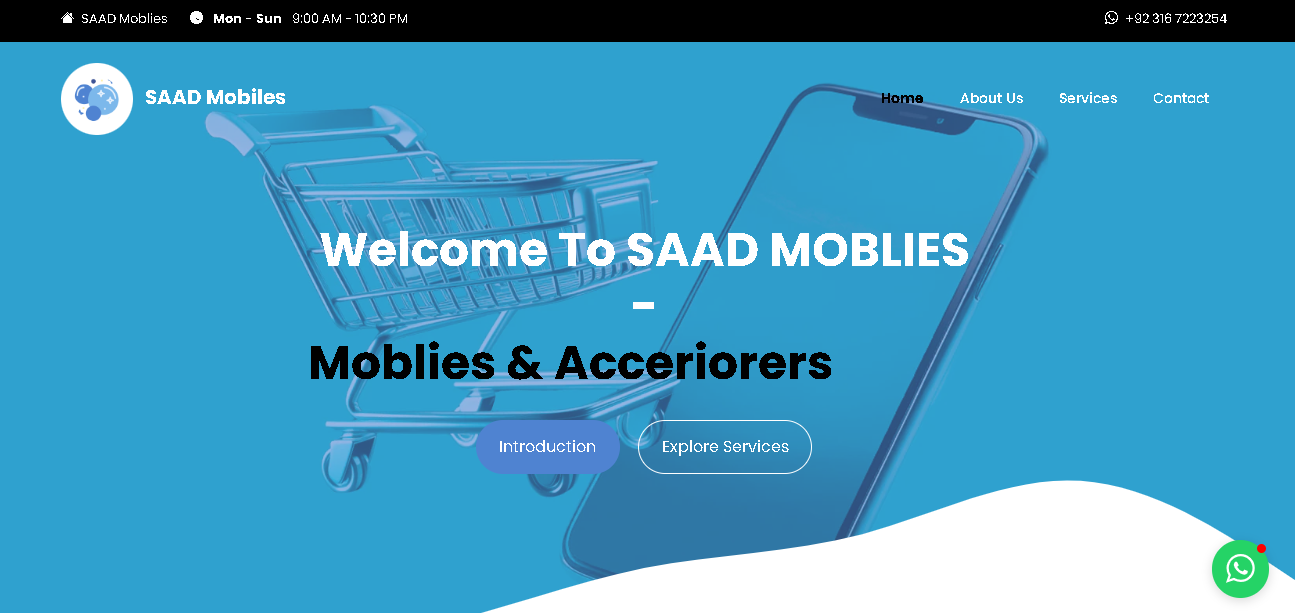 SAAD Moblies Mon - Sun 9:00 AM - 10:30 PM +92 316 7223254
SAAD Mobiles Home About Us Services Contact
Welcome To SAAD MOBLIES
-
Moblies & Acceriorers
Introduction Explore Services